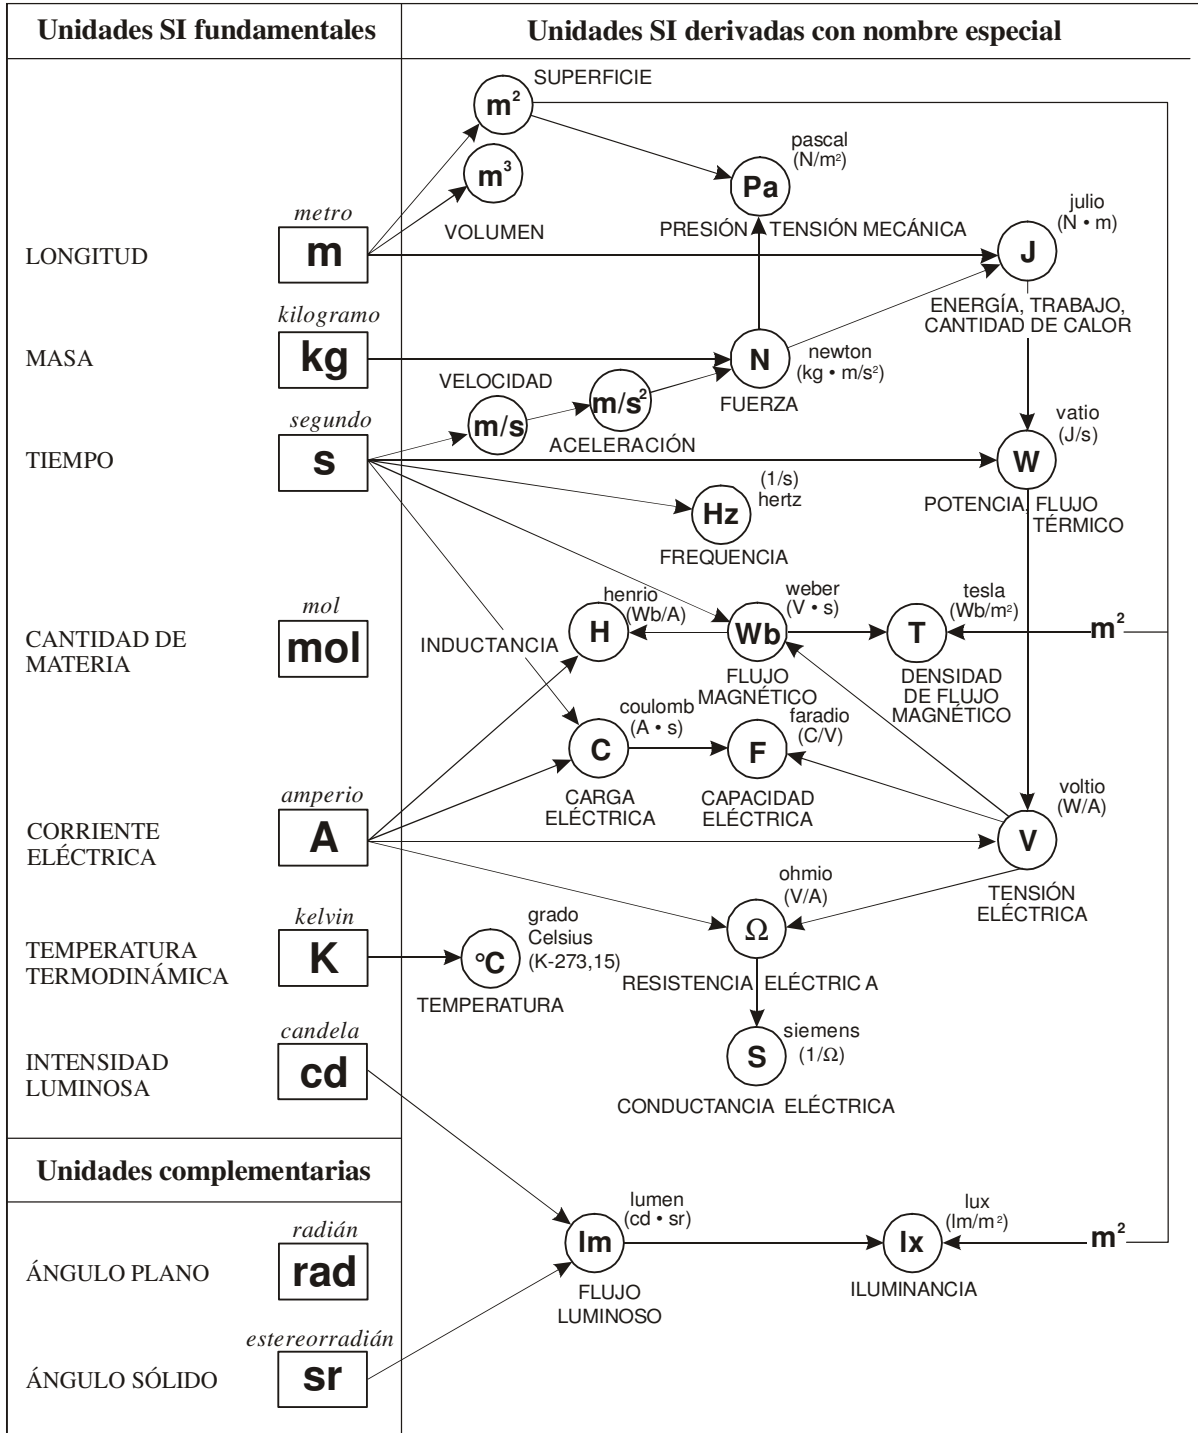 Unidades SI fundamentales
Unidades SI derivadas con nombre especial
SUPERFICIE
m²
pascal
(N/m²)
m³
Pa
metro
julio
(N • m)
LONGITUD
m
VOLUMEN
PRESIÓN
TENSIÓN MECÁNICA
J
kilogramo
ENERGÍA, TRABAJO,
CANTIDAD DE CALOR
MASA
kg
N
newton
(kg • m/s²)
VELOCIDAD
m/s²
FUERZA
segundo
m/s
ACELERACIÓN
vatio
(J/s)
TIEMPO
s
W
(1/s)
hertz
Hz
POTENCIA, FLUJO
TÉRMICO
FREQUENCIA
mol
henrio
(Wb/A)
weber
(V • s)
tesla
(Wb/m²)
CANTIDAD DE
MATERIA
mol
INDUCTANCIA
H
Wb
T
m²
FLUJO
MAGNÉTICO
DENSIDAD
DE FLUJO
MAGNÉTICO
coulomb
(A • s)
faradio
(C/V)
C
F
amperio
CARGA
ELÉCTRICA
CAPACIDAD
ELÉCTRICA
voltio
(W/A)
CORRIENTE
ELÉCTRICA
A
V
ohmio
(V/A)
TENSIÓN
ELÉCTRICA
kelvin
grado
Celsius
(K-273,15)
Ω
TEMPERATURA
TERMODINÁMICA
K
°C
TEMPERATURA
RESISTENCIA
ELÉCTRIC A
candela
siemens
(1/Ω)
INTENSIDAD
LUMINOSA
cd
S
CONDUCTANCIA ELÉCTRICA
Unidades complementarias
lumen
(cd • sr)
lux
(lm/m²)
radián
ÁNGULO PLANO
rad
lm
lx
m²
FLUJO
LUMINOSO
ILUMINANCIA
estereorradián
ÁNGULO SÓLIDO
sr